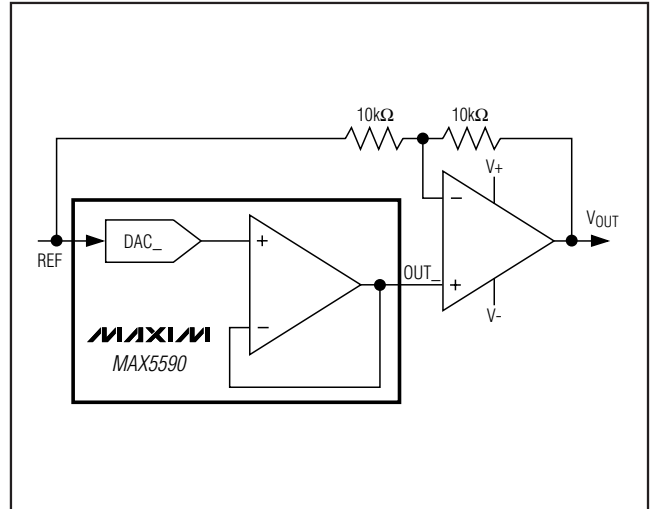 10kΩ 10kΩ
V+
−
VOUT
REF
DAC_
+
OUT_
+
−
V-
MAXIM
MAX5590